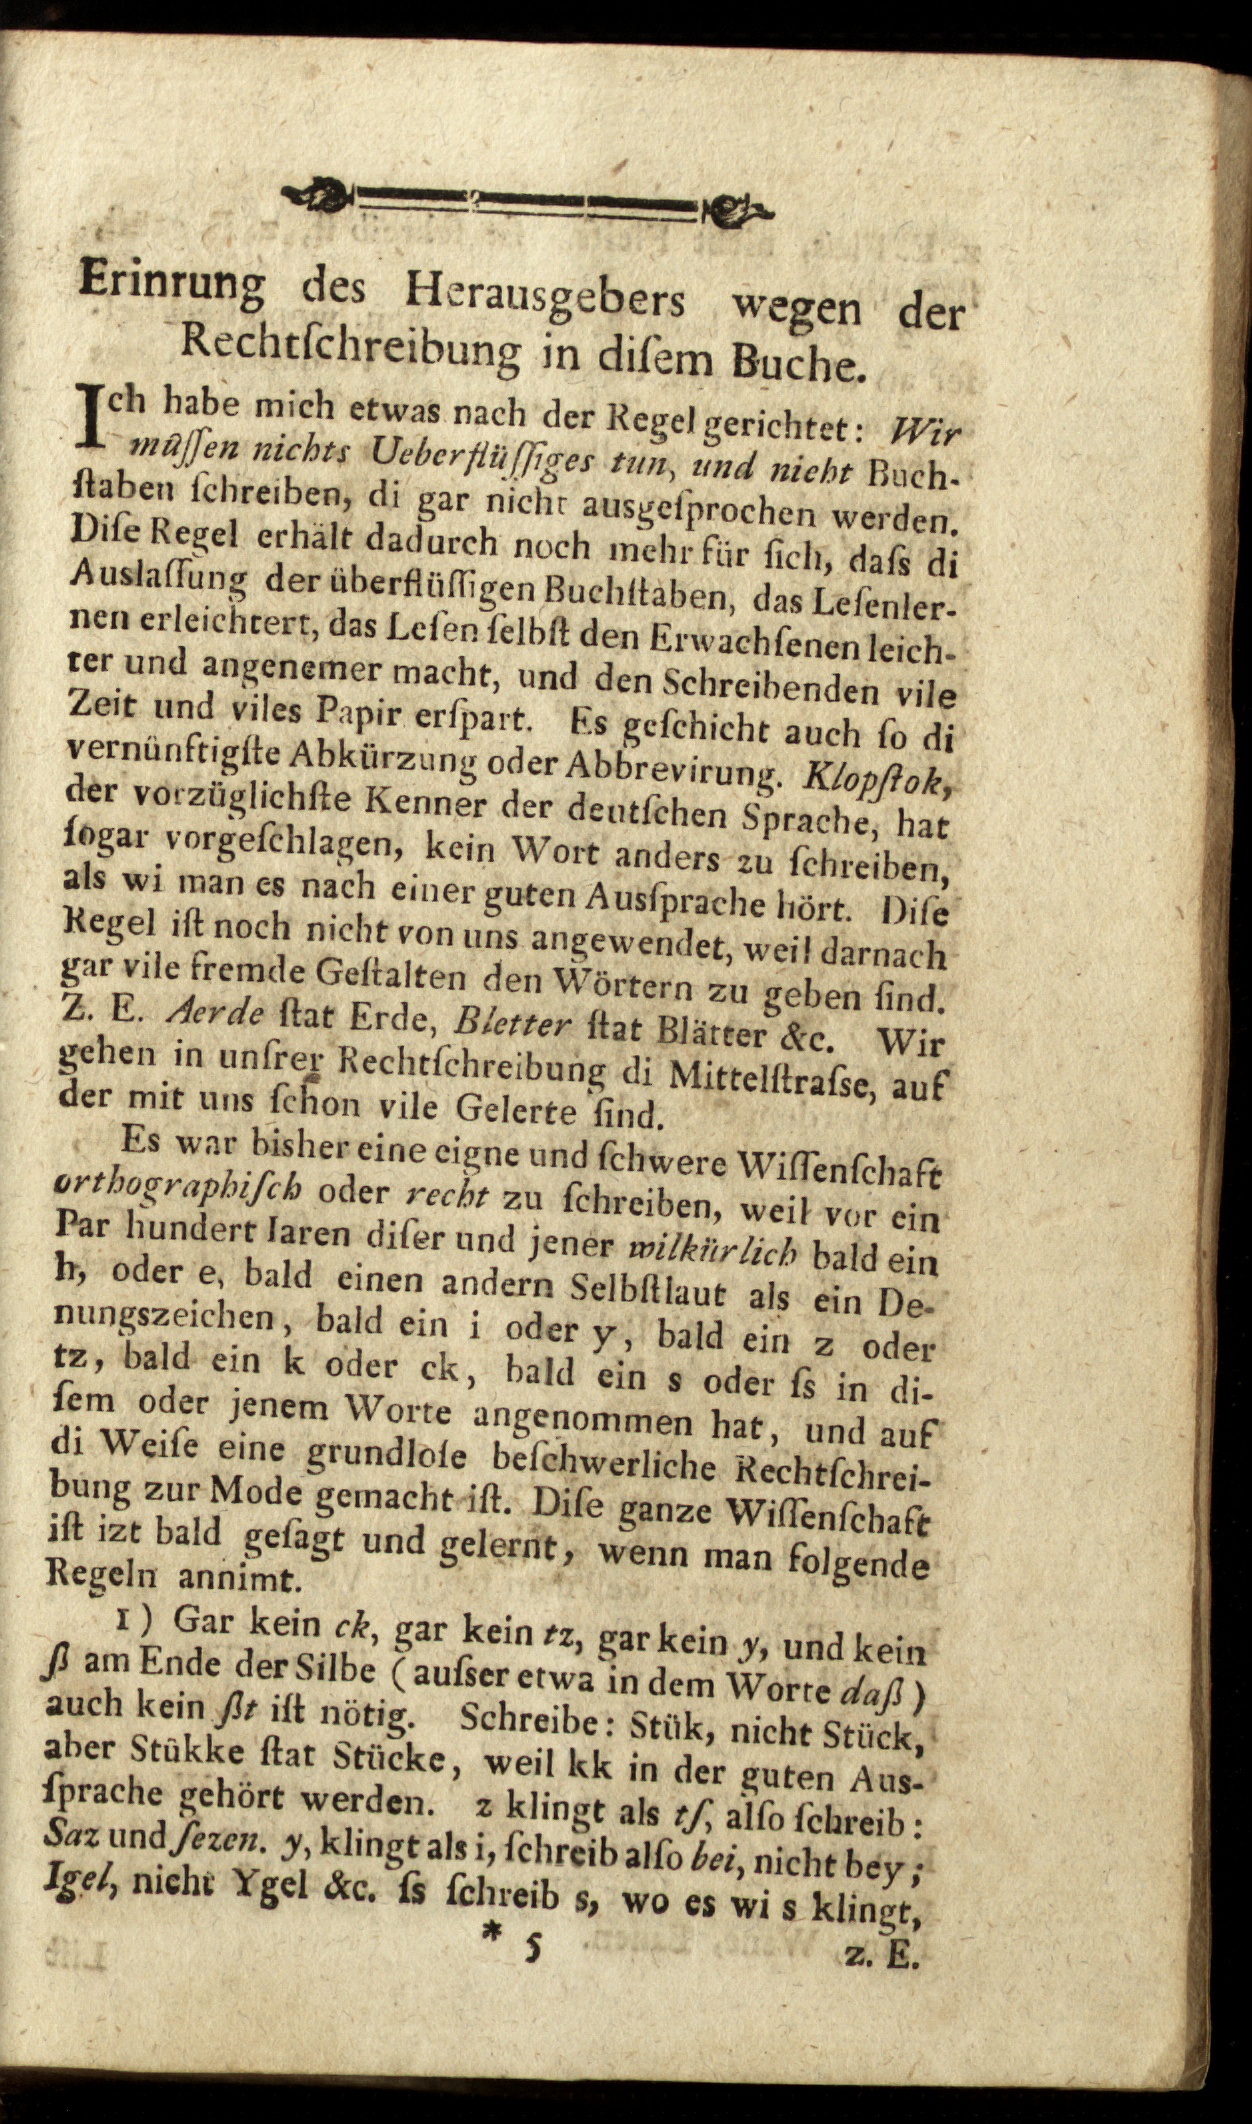 Erinrung des Herausgebers wegen der
Rechtſchreibung in diſem Buche.
Ich habe mich etwas nach der Regel gerichtet: Wir
müſſen nichts Ueberflüſſiges tun, und nicht Buch-
ſtaben ſchreiben, di gar nicht ausgeſprochen werden.
Diſe Regel erhält dadurch noch mehr für ſich, daſs di
Auslaſſung der überflüſſigen Buchſtaben, das Leſenler-
nen erleichtert, das Leſen ſelbſt den Erwachſenen leich-
ter und angenemer macht, und den Schreibenden vile
Zeit und viles Papir erſpart. Es geſchicht auch ſo di
vernünftigſte Abkürzung oder Abbrevirung. Klopſtok,
der vorzüglichſte Kenner der deutſchen Sprache, hat
ſogar vorgeſchlagen, kein Wort anders zu ſchreiben,
als wi man es nach einer guten Ausſprache hört. Diſe
Regel iſt noch nicht von uns angewendet, weil darnach
gar vile fremde Geſtalten den Wörtern zu geben ſind.
Z. E. Aerde ſtat Erde, Bletter ſtat Blätter &c. Wir
gehen in unſrer Rechtſchreibung di Mittelſtraſse, auf
der mit uns ſchon vile Gelerte ſind.
Es war bisher eine eigne und ſchwere Wiſſenſchaft
orthographiſch oder recht zu ſchreiben, weil vor ein
Par hundert Iaren diſer und jener wilkürlich bald ein
h, oder e, bald einen andern Selbſtlaut als ein De-
nungszeichen, bald ein i oder y, bald ein z oder
tz, bald ein k oder ck, bald ein s oder ſs in di-
ſem oder jenem Worte angenommen hat, und auf
di Weiſe eine grundloſe beſchwerliche Rechtſchrei-
bung zur Mode gemacht iſt. Diſe ganze Wiſſenſchaft
iſt izt bald geſagt und gelernt, wenn man folgende
Regeln annimt.
1) Gar kein ck, gar kein tz, gar kein y, und kein
ß am Ende der Silbe (auſser etwa in dem Worte daß)
auch kein ßt iſt nötig. Schreibe: Stük, nicht Stück,
aber Stükke ſtat Stücke, weil kk in der guten Aus-
ſprache gehört werden. z klingt als tſ, alſo ſchreib:
Saz und ſezen. y, klingt als i, ſchreib alſo bei, nicht bey;
Igel, nicht Ygel &c. ſs ſchreib s, wo es wi s klingt,
* 5 z. E.